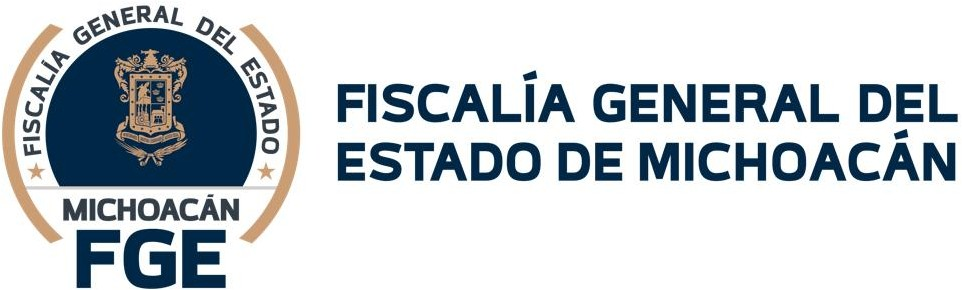 FISCALÍA GENERAL DEL ESTADO
MICHOACÁN
FGE
FISCALÍA GENERAL DEL
ESTADO DE MICHOACÁN